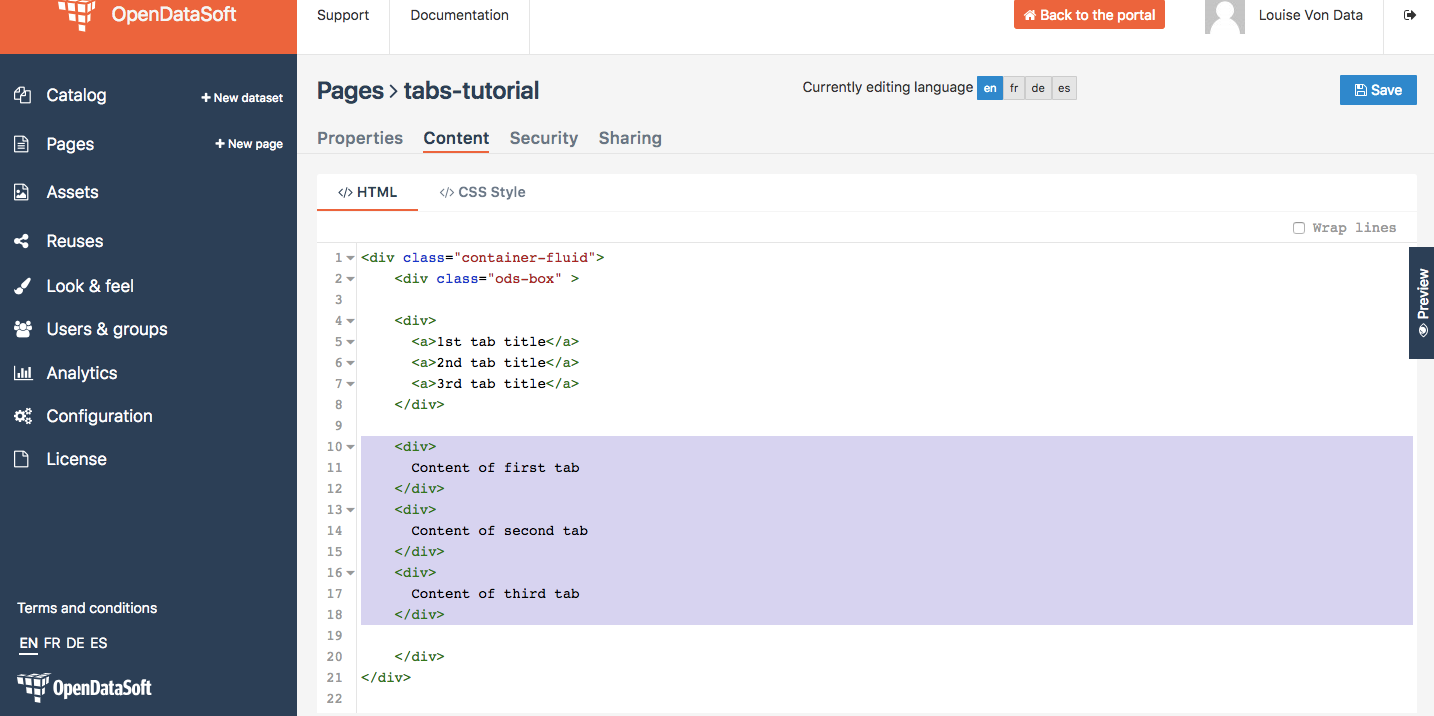 OpenDataSoft
Support
Documentation
Back to the portal
Louise Von Data
Catalog
+ New dataset
Pages
+ New page
Assets
Reuses
Look & feel
Users & groups
Analytics
Configuration
License
Terms and conditions
EN FR DE ES
OpenDataSoft
Pages > tabs-tutorial
Currently editing language en fr de es
Save
Properties Content Security Sharing
</> HTML </> CSS Style
Wrap lines
Preview
1 <div class="container-fluid">
2     <div class="ods-box" >
3
4     <div>
5       <a>1st tab title</a>
6       <a>2nd tab title</a>
7       <a>3rd tab title</a>
8     </div>
9
10     <div>
11       Content of first tab
12     </div>
13     <div>
14       Content of second tab
15     </div>
16     <div>
17       Content of third tab
18     </div>
19
20     </div>
21 </div>
22